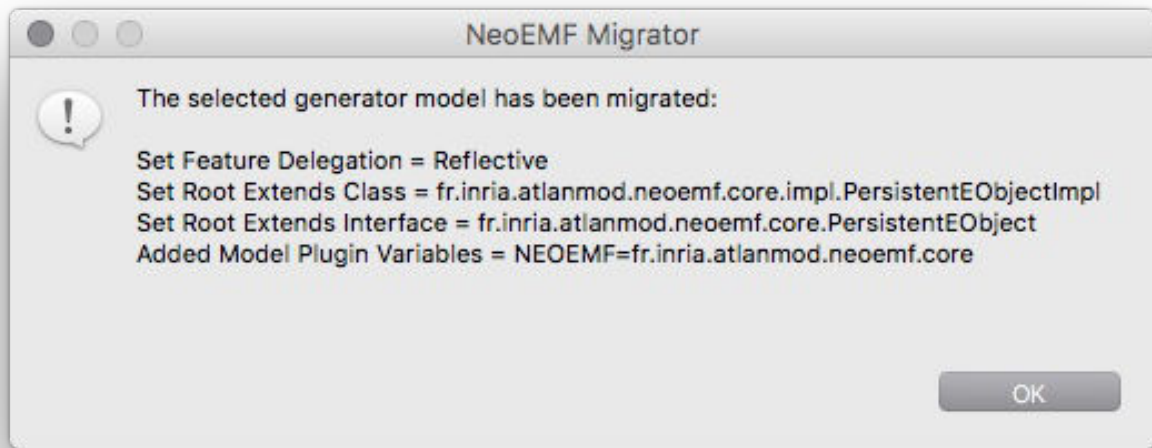 NeoEMF Migrator
The selected generator model has been migrated:
Set Feature Delegation = Reflective
Set Root Extends Class = fr.inria.atlanmod.neoemf.core.impl.PersistentEObjectImpl
Set Root Extends Interface = fr.inria.atlanmod.neoemf.core.PersistentEObject
Added Model Plugin Variables = NEOEMF=fr.inria.atlanmod.neoemf.core
OK